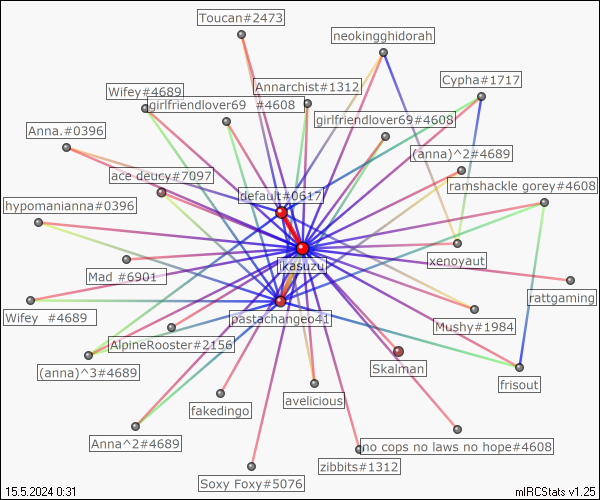 Toucan#2473
neokingghidorah
Cypha#1717
Wifey#4689
Annarchist#1312
girlfriendlover69 #4608
girlfriendlover69#4608
Anna.#0396
(anna)^2#4689
ace deucy#7097
ramshackle gorey#4608
default#0617
hypomanianna#0396
xenoyaut
ikasuzu
Mad #6901
rattgaming
Wifey #4689
pastachangeo41
Mushy#1984
AlpineRooster#2156
(anna)^3#4689
Skalman
frisout
avelicious
fakedingo
Anna^2#4689
no cops no laws no hope#4608
zibbits#1312
Soxy Foxy#5076
15.5.2024 0:31
mIRCStats v1.25